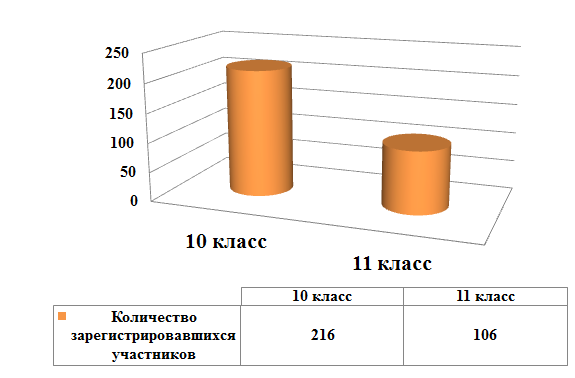 250
200
150
100
50
0
10 класс
11 класс
10 класс 11 класс
Количество
зарегистрировавшихся
участников
216 106